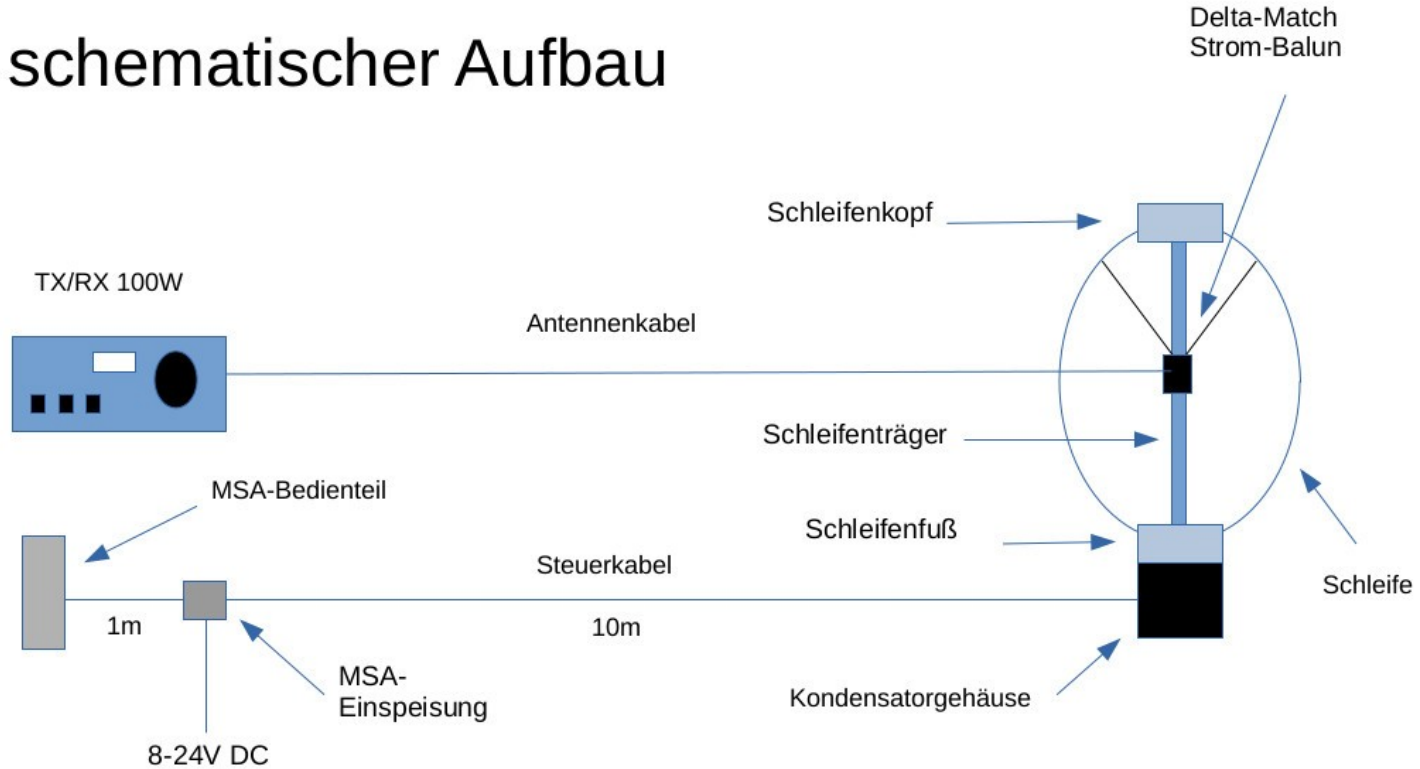 Delta-Match
Strom-Balun
schematischer Aufbau
Schleifenkopf
TX/RX 100W
Antennenkabel
Schleifenträger
MSA-Bedienteil
Schleifenfuß
Steuerkabel
Schleife
1m
10m
MSA-
Einspeisung
Kondensatorgehäuse
8-24V DC